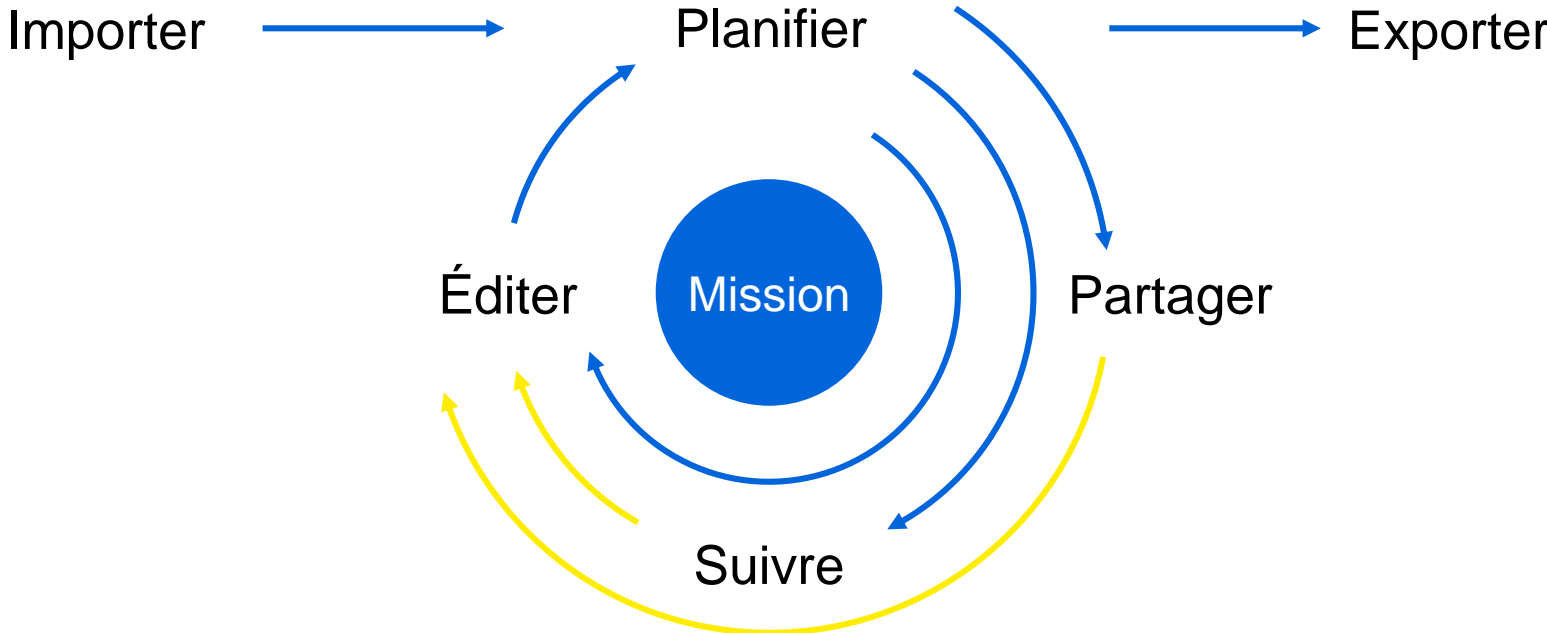 Importer
Planifier
Exporter
Éditer
Mission
Partager
Suivre